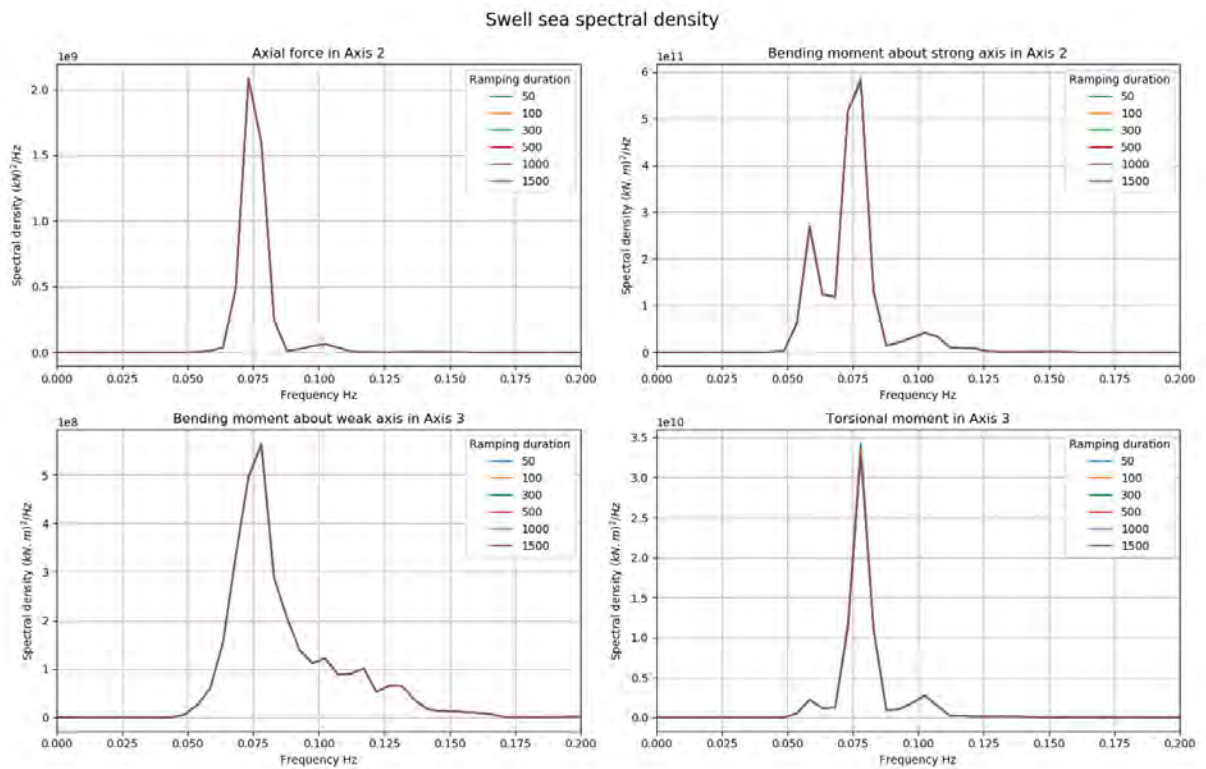 Swell sea spectral density
Axial force in Axis 2
1e9
Spectral density (kN)²/Hz
2.0
1.5
1.0
0.5
0.0
0.000 0.025 0.050 0.075 0.100 0.125 0.150 0.175 0.200
Frequency Hz
Ramping duration
50
100
300
500
1000
1500
Bending moment about strong axis in Axis 2
1e11
Spectral density (kN. m)²/Hz
6
5
4
3
2
1
0
0.000 0.025 0.050 0.075 0.100 0.125 0.150 0.175 0.200
Frequency Hz
Ramping duration
50
100
300
500
1000
1500
Bending moment about weak axis in Axis 3
1e8
Spectral density (kN. m)²/Hz
5
4
3
2
1
0
0.000 0.025 0.050 0.075 0.100 0.125 0.150 0.175 0.200
Frequency Hz
Ramping duration
50
100
300
500
1000
1500
Torsional moment in Axis 3
1e10
Spectral density (kN. m)²/Hz
3.5
3.0
2.5
2.0
1.5
1.0
0.5
0.0
0.000 0.025 0.050 0.075 0.100 0.125 0.150 0.175 0.200
Frequency Hz
Ramping duration
50
100
300
500
1000
1500